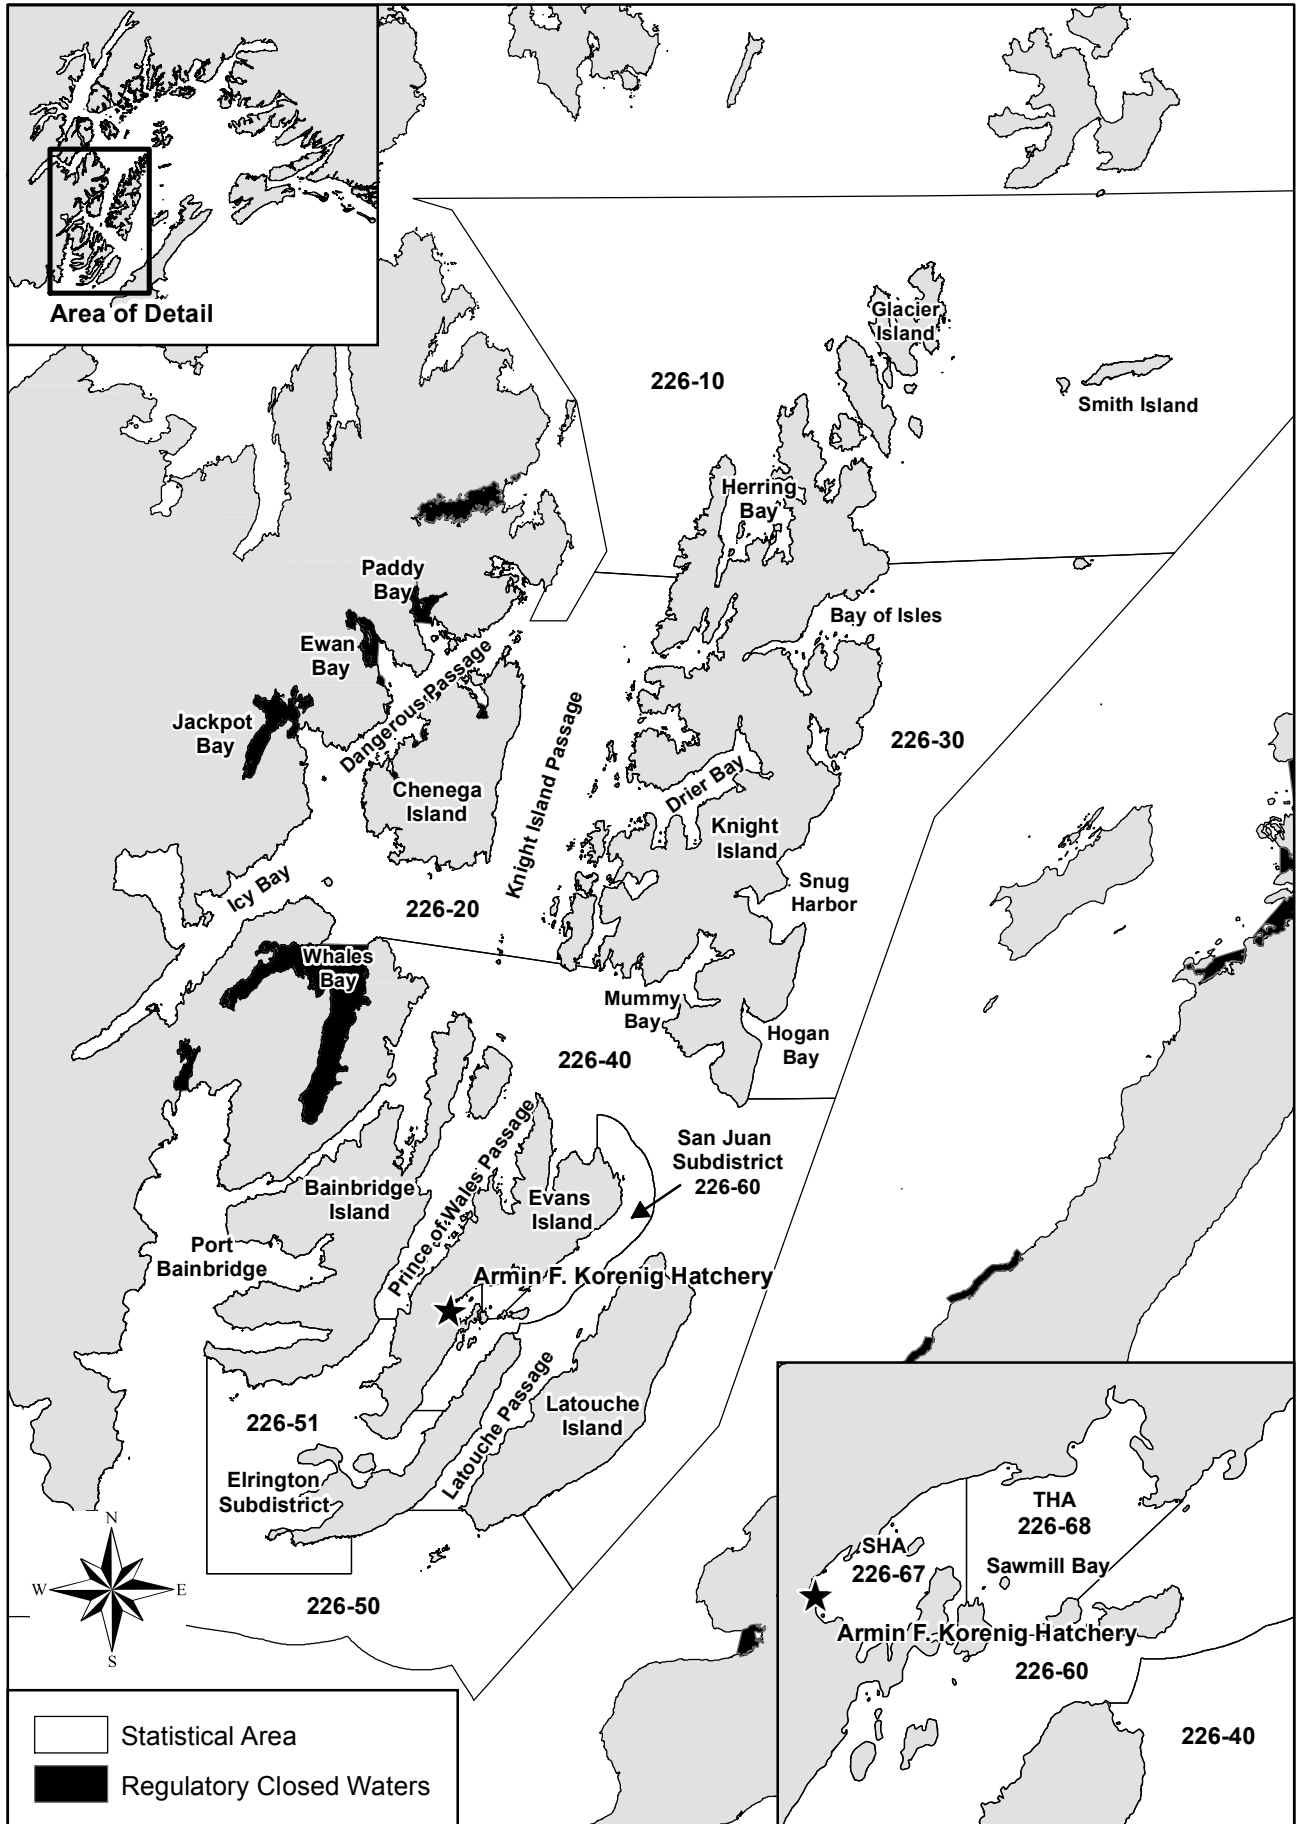 Area of Detail
Glacier
Island
226-10
Smith Island
Herring
Bay
Paddy
Bay
Bay of Isles
Ewan
Bay
Dangerous Passage
Jackpot
Bay
Knight Island Passage
226-30
Drier Bay
Chenega
Island
Knight
Island
Snug
Harbor
Icy Bay
226-20
Whales
Bay
Mummy
Bay
Hogan
Bay
226-40
San Juan
Subdistrict
226-60
Prince of Wales Passage
Bainbridge
Island
Evans
Island
Port
Bainbridge
Armin F. Korenig Hatchery
Latouche Passage
Latouche
Island
226-51
Elrington
Subdistrict
N
W
E
S
226-50
THA
226-68
SHA
226-67
Sawmill Bay
Armin F. Korenig Hatchery
226-60
226-40
Statistical Area
Regulatory Closed Waters